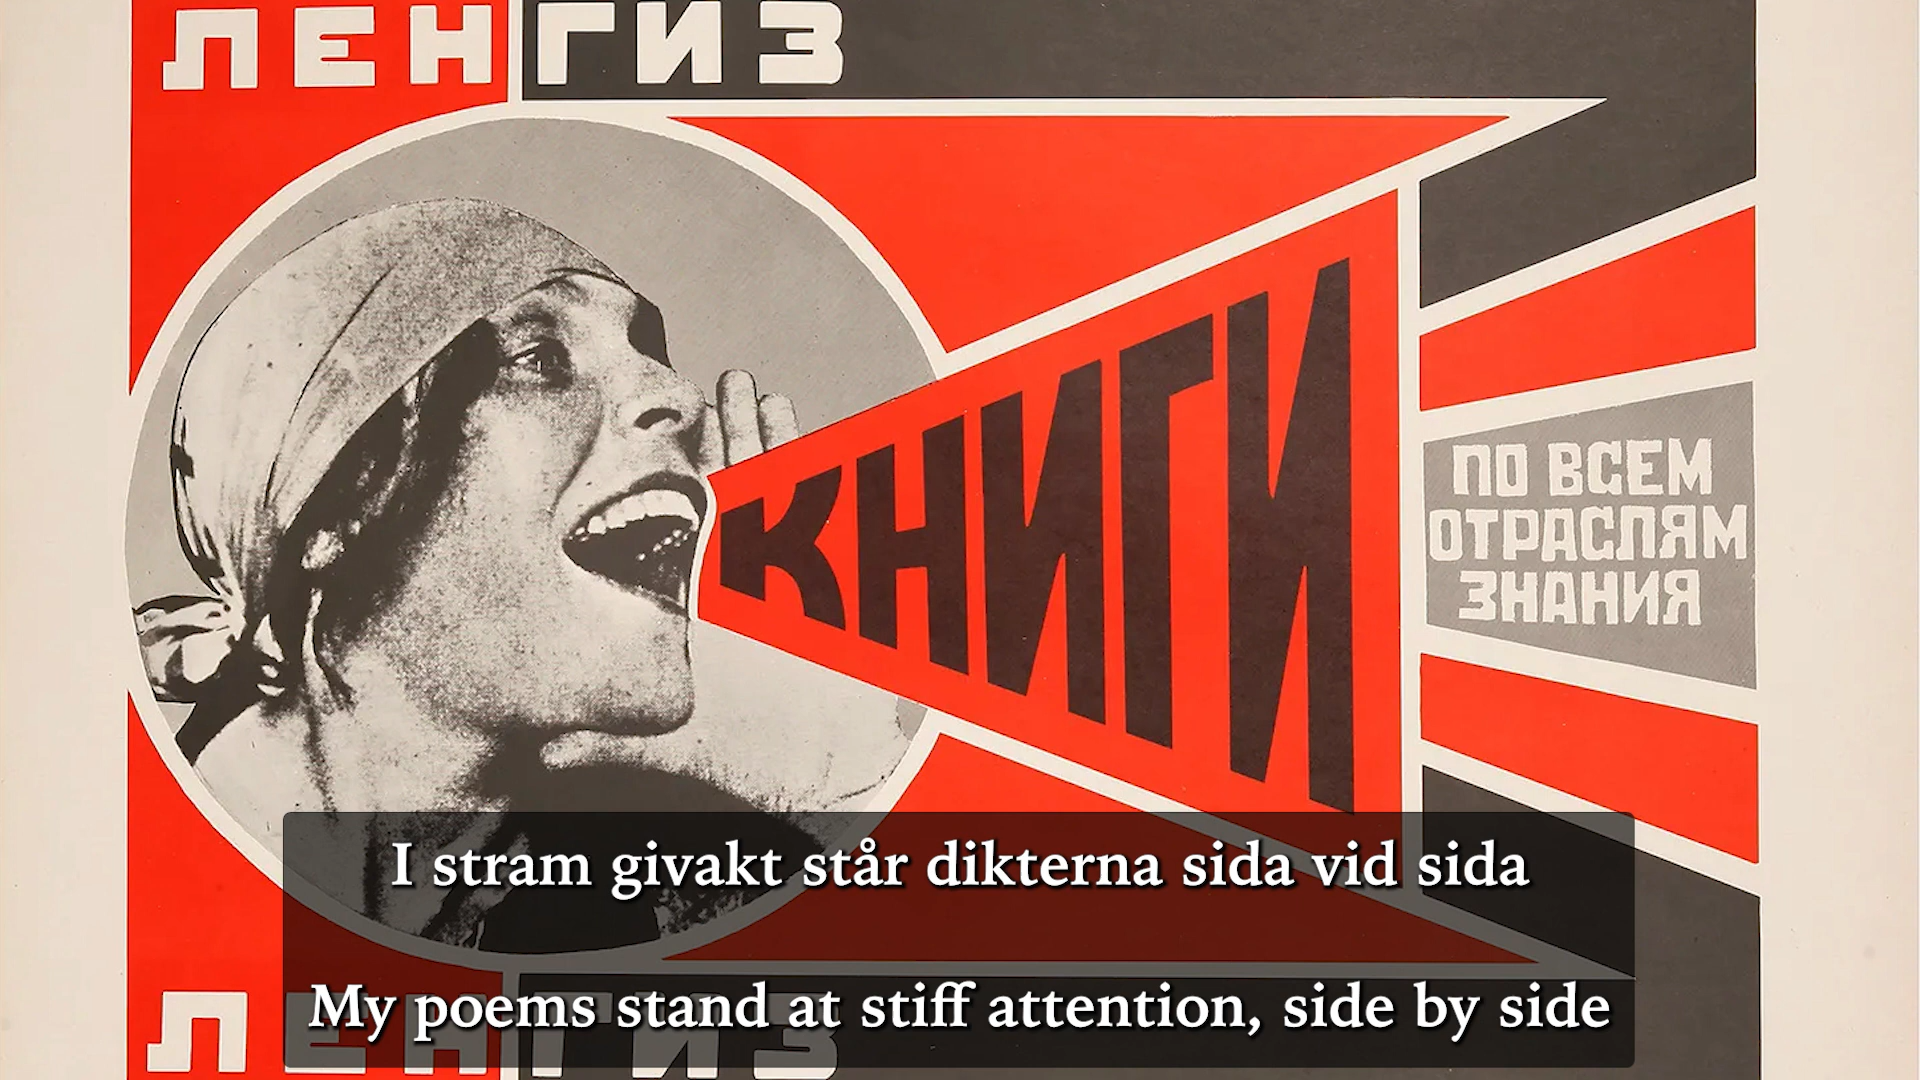 ЛЕНГИЗ
КНИГИ
ПО ВСЕМ
ОТРАСЛЯМ
ЗНАНИЯ
I stram givakt står dikterna sida vid sida
My poems stand at stiff attention, side by side
ЛЕНГИЗ